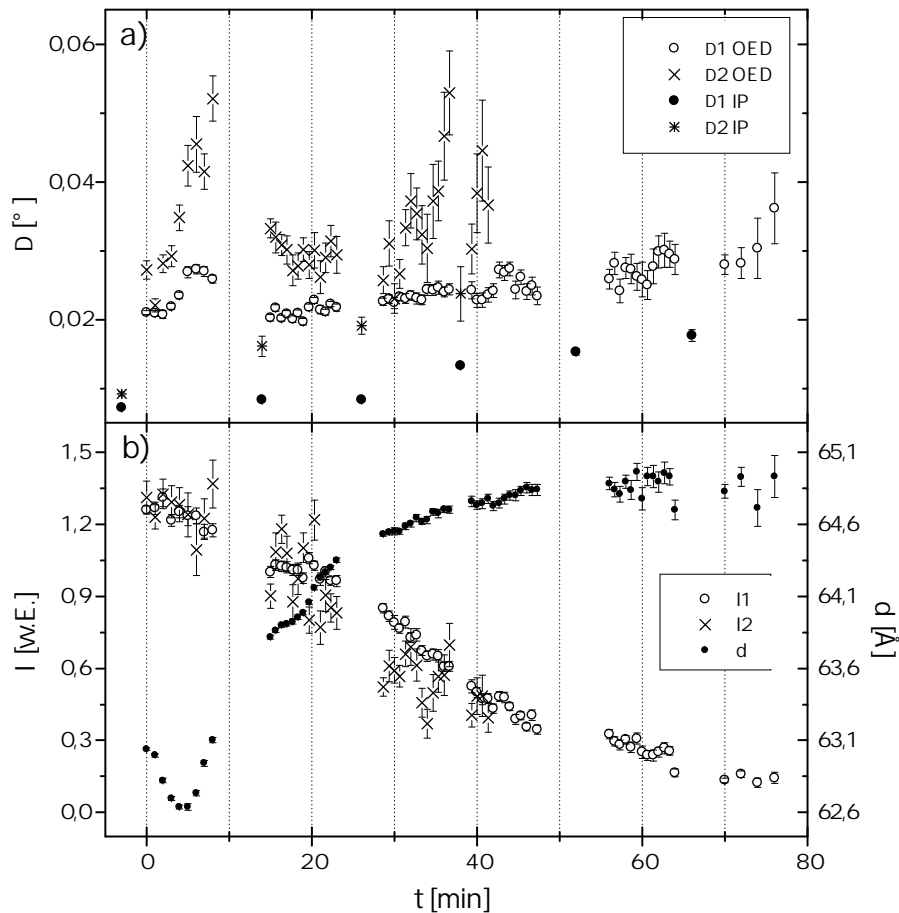 a)
0,06
0,04
0,02
D [°]
D1 OED
D2 OED
D1 IP
D2 IP
b)
1,5
1,2
0,9
0,6
0,3
0,0
I [w.E.]
65,1
64,6
64,1
63,6
63,1
62,6
d [Å]
I1
I2
d
0 20 40 60 80
t [min]